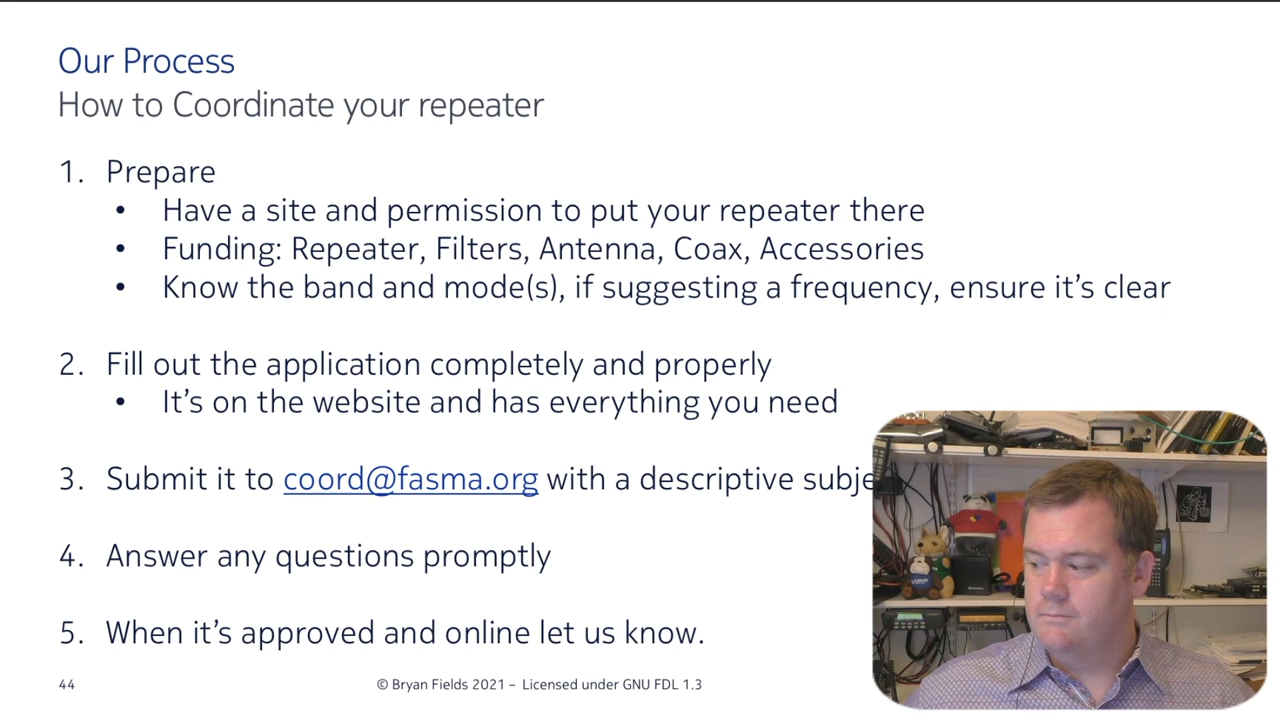 Our Process
How to Coordinate your repeater
1. Prepare
• Have a site and permission to put your repeater there
• Funding: Repeater, Filters, Antenna, Coax, Accessories
• Know the band and mode(s), if suggesting a frequency, ensure it’s clear
2. Fill out the application completely and properly
• It’s on the website and has everything you need
3. Submit it to coord@fasma.org with a descriptive subje
4. Answer any questions promptly
5. When it’s approved and online let us know.
44
© Bryan Fields 2021 – Licensed under GNU FDL 1.3